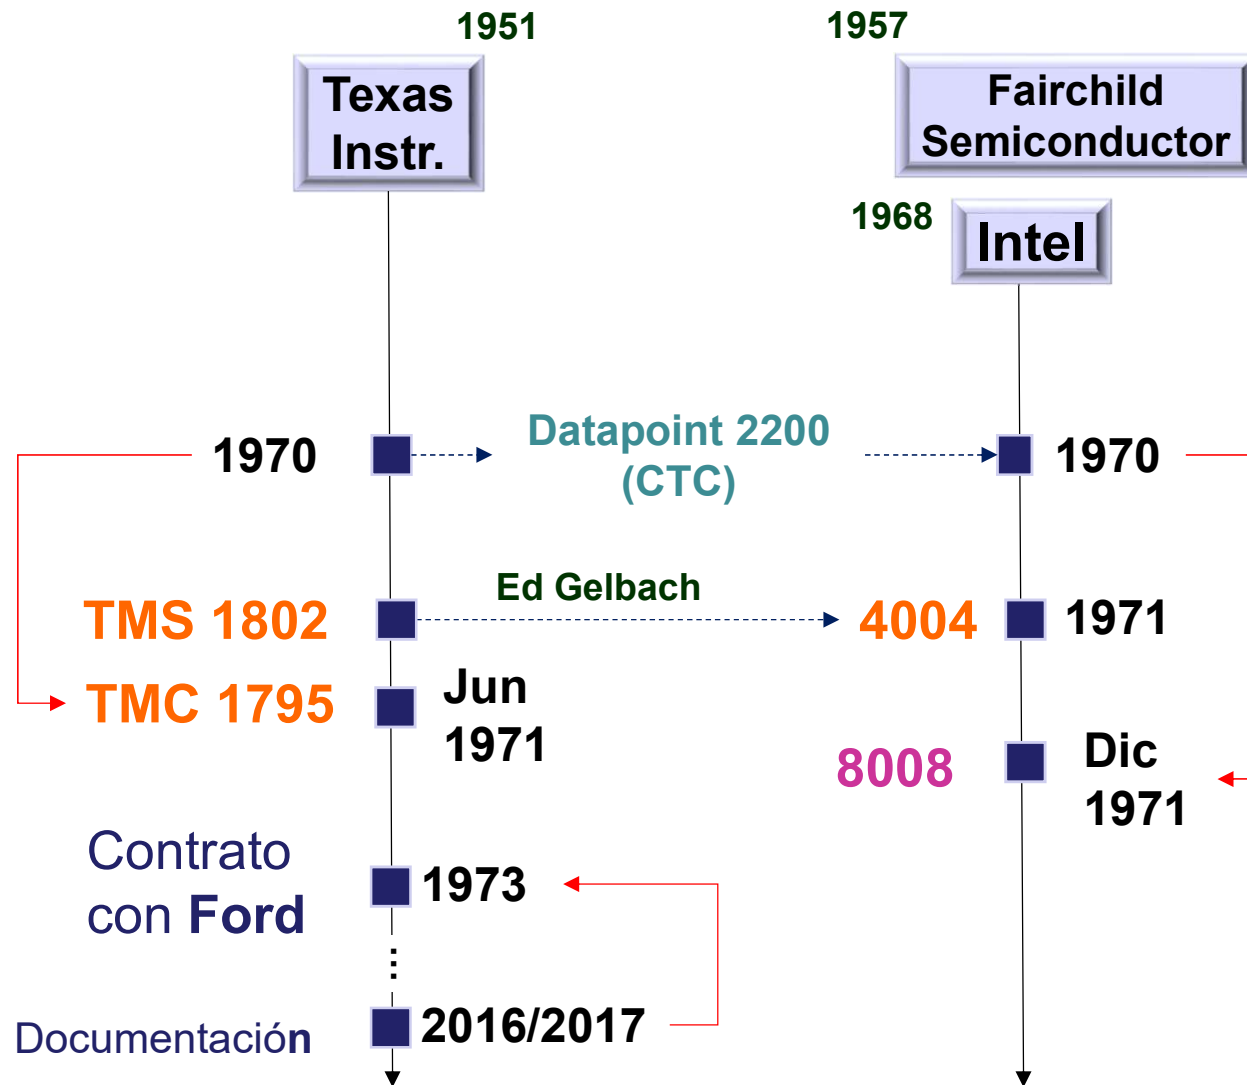 1951
1957
Texas
Instr.
Fairchild
Semiconductor
1968
Intel
1970
Datapoint 2200
(CTC)
1970
Ed Gelbach
TMS 1802
4004
1971
TMC 1795
Jun
1971
8008
Dic
1971
Contrato
con Ford
1973
...
Documentación
2016/2017